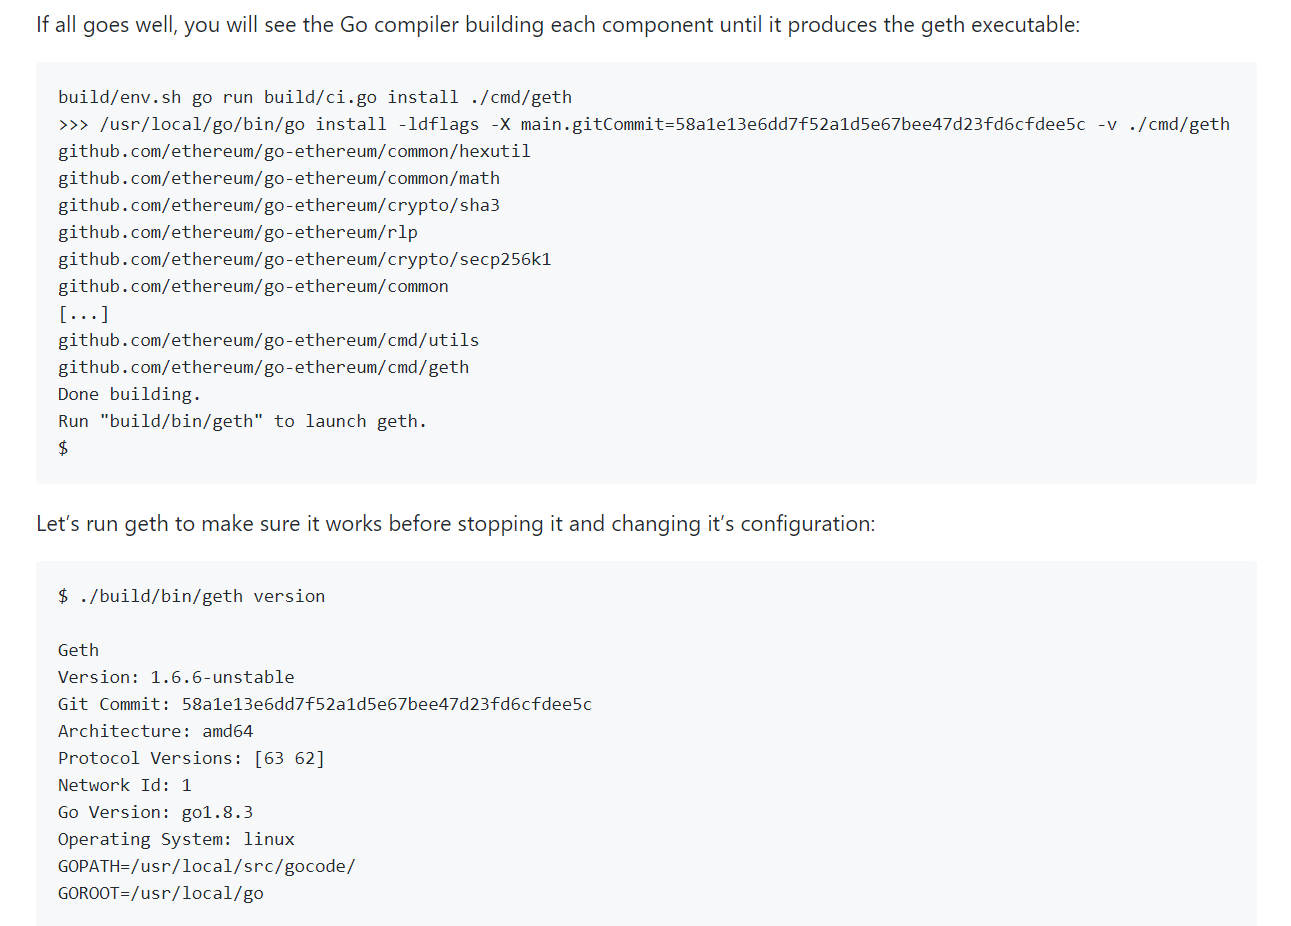 If all goes well, you will see the Go compiler building each component until it produces the geth executable:
build/env.sh go run build/ci.go install ./cmd/geth
>>> /usr/local/go/bin/go install -ldflags -X main.gitCommit=58a1e13e6dd7f52a1d5e67bee47d23fd6cfdee5c -v ./cmd/geth
github.com/ethereum/go-ethereum/common/hexutil
github.com/ethereum/go-ethereum/common/math
github.com/ethereum/go-ethereum/crypto/sha3
github.com/ethereum/go-ethereum/rlp
github.com/ethereum/go-ethereum/crypto/secp256k1
github.com/ethereum/go-ethereum/common
[...]
github.com/ethereum/go-ethereum/cmd/utils
github.com/ethereum/go-ethereum/cmd/geth
Done building.
Run "build/bin/geth" to launch geth.
$
Let’s run geth to make sure it works before stopping it and changing it’s configuration:
$ ./build/bin/geth version
Geth
Version: 1.6.6-unstable
Git Commit: 58a1e13e6dd7f52a1d5e67bee47d23fd6cfdee5c
Architecture: amd64
Protocol Versions: [63 62]
Network Id: 1
Go Version: go1.8.3
Operating System: linux
GOPATH=/usr/local/src/gocode/
GOROOT=/usr/local/go